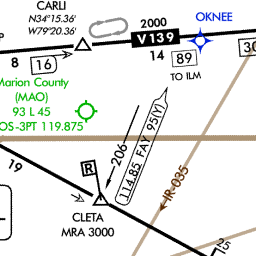 CARLI
N34°15.36'
W79°20.36'
2000
OKNEE
V139
8
16
14
89
30
TO ILM
Marion County
(MAO)
93 L 45
OS-3PT 119.875
206
114.85 FAY 95(Y)
19
R
IR-035
CLETA
MRA 3000
25